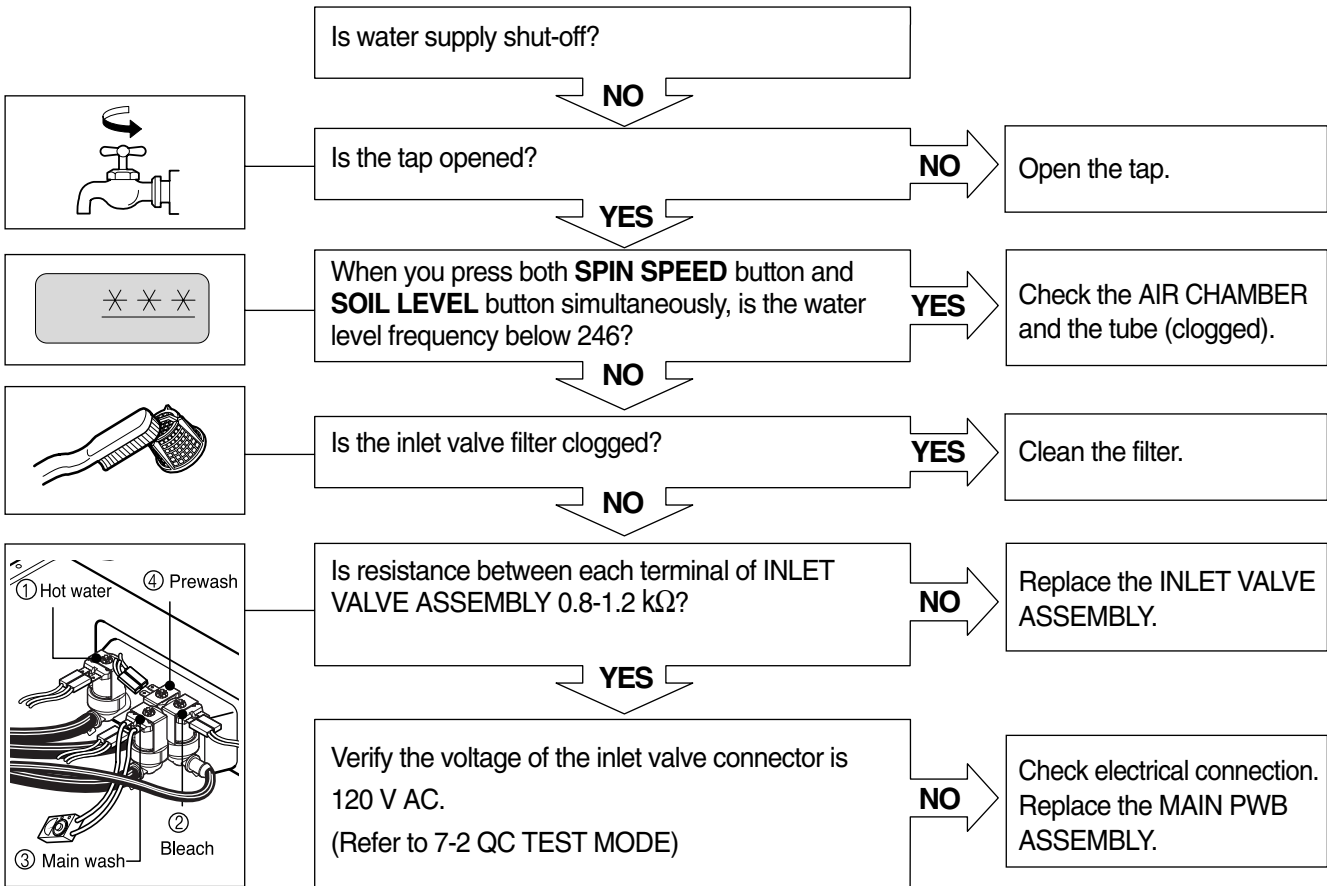 Is water supply shut-off?
NO
Is the tap opened?
NO
Open the tap.
YES
When you press both SPIN SPEED button and
SOIL LEVEL button simultaneously, is the water
level frequency below 246?
YES
Check the AIR CHAMBER
and the tube (clogged).
NO
Is the inlet valve filter clogged?
YES
Clean the filter.
NO
① Hot water
④ Prewash
②
Bleach
③ Main wash
Is resistance between each terminal of INLET
VALVE ASSEMBLY 0.8-1.2 kΩ?
NO
Replace the INLET VALVE
ASSEMBLY.
YES
Verify the voltage of the inlet valve connector is
120 V AC.
(Refer to 7-2 QC TEST MODE)
NO
Check electrical connection.
Replace the MAIN PWB
ASSEMBLY.